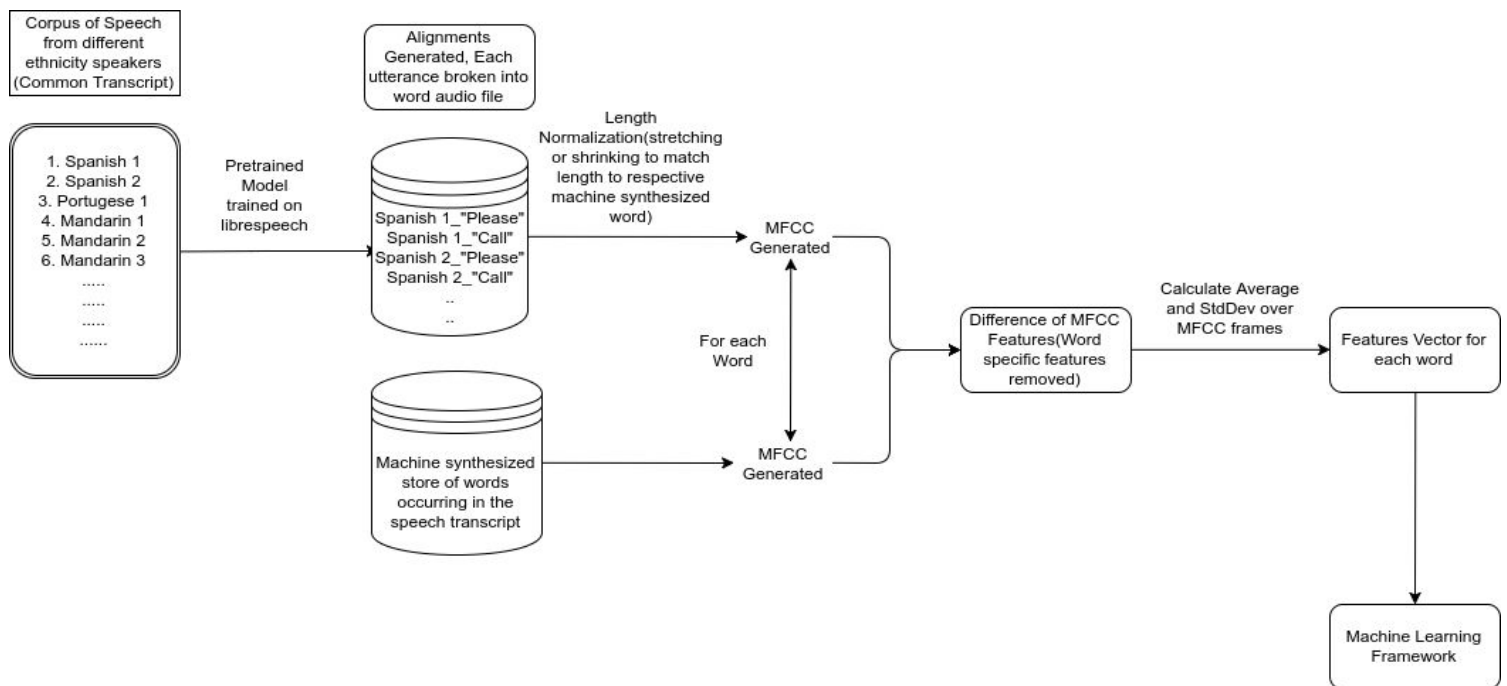 Corpus of Speech
from different
ethnicity speakers
(Common Transcript)
1. Spanish 1
2. Spanish 2
3. Portugese 1
4. Mandarin 1
5. Mandarin 2
6. Mandarin 3
.....
.....
.....
......
Pretrained
Model
trained on
librespeech
Alignments
Generated, Each
utterance broken into
word audio file
Spanish 1_"Please"
Spanish 1_"Call"
Spanish 2_"Please"
Spanish 2_"Call"
..
..
Length
Normalization(stretching
or shrinking to match
length to respective
machine synthesized
word)
MFCC
Generated
For each
Word
Machine synthesized
store of words
occurring in the
speech transcript
MFCC
Generated
Difference of MFCC
Features(Word
specific features
removed)
Calculate Average
and StdDev over
MFCC frames
Features Vector for
each word
Machine Learning
Framework